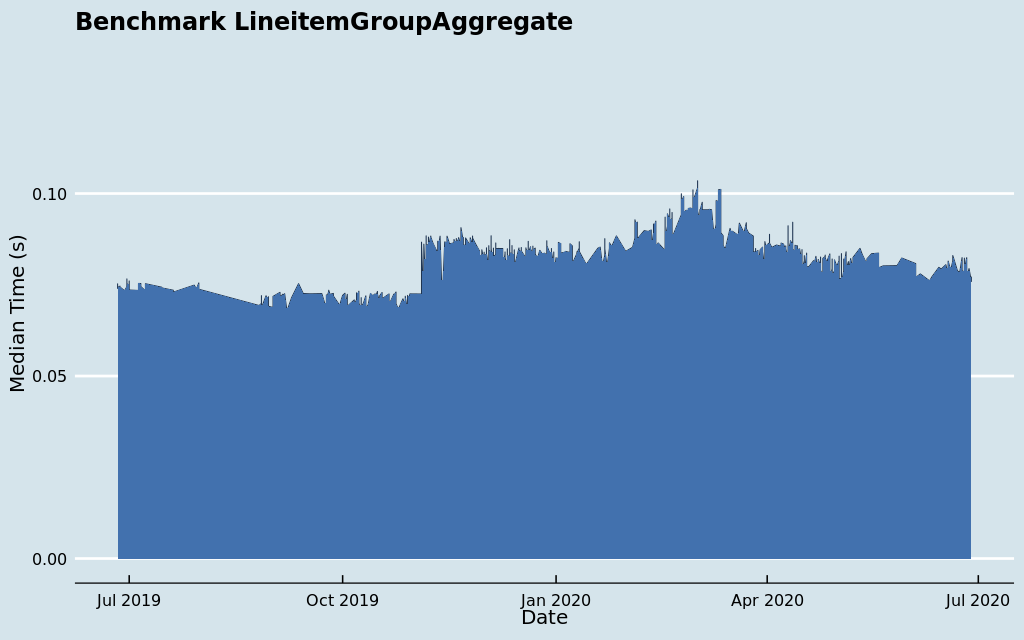 Benchmark LineitemGroupAggregate
Median Time (s)
0.10
0.05
0.00
Jul 2019 Oct 2019 Jan 2020 Apr 2020 Jul 2020
Date